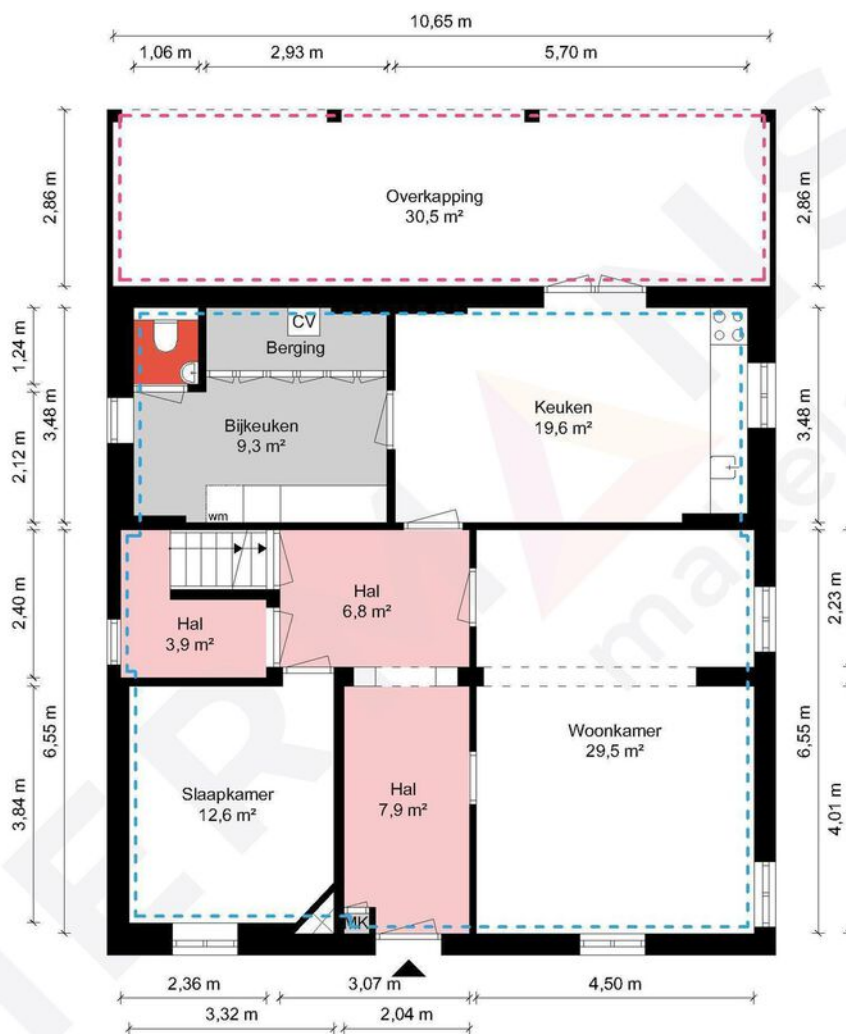 10,65 m
1,06 m
2,93 m
5,70 m
2,86 m
2,86 m
Overkapping
30,5 m²
1,24 m
3,48 m
2,12 m
3,48 m
CV
Berging
Bijkeuken
9,3 m²
Keuken
19,6 m²
wm
2,40 m
6,55 m
3,84 m
2,23 m
6,55 m
4,01 m
Hal
6,8 m²
Hal
3,9 m²
Woonkamer
29,5 m²
Slaapkamer
12,6 m²
Hal
7,9 m²
MK
2,36 m
3,07 m
4,50 m
3,32 m
2,04 m